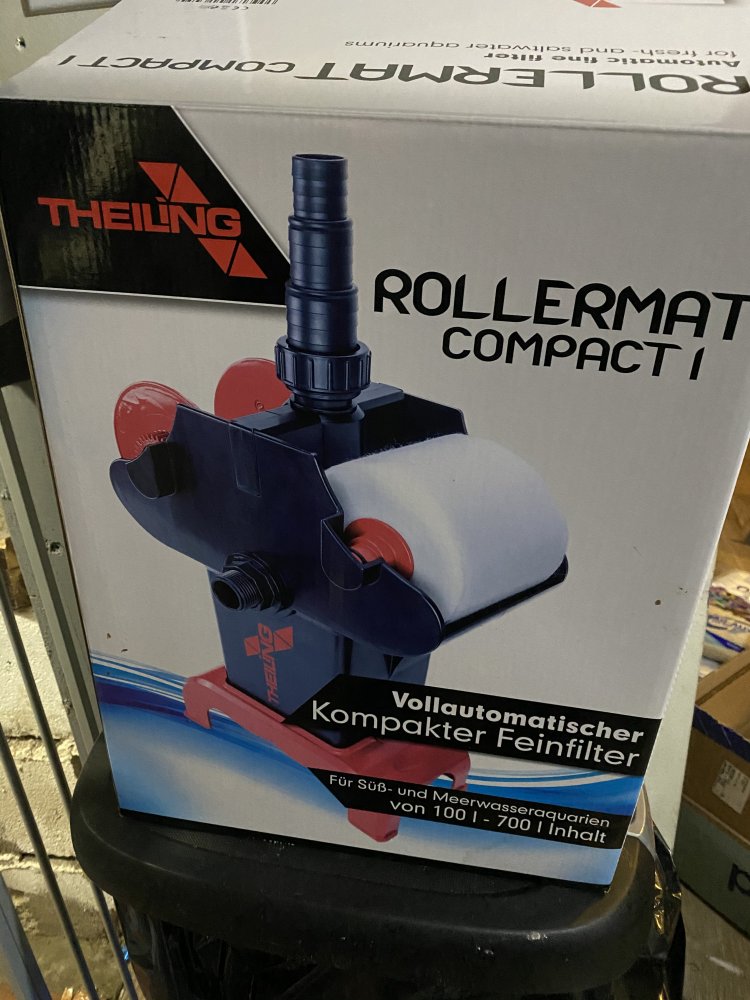 ROLLERMAT COMPACT I
Automatic fine filter
for fresh- and saltwater aquariums
THEILING
ROLLERMAT
COMPACT I
THEILING
Vollautomatischer
Kompakter Feinfilter
Für Süß- und Meerwasseraquarien
von 100 l - 700 l Inhalt